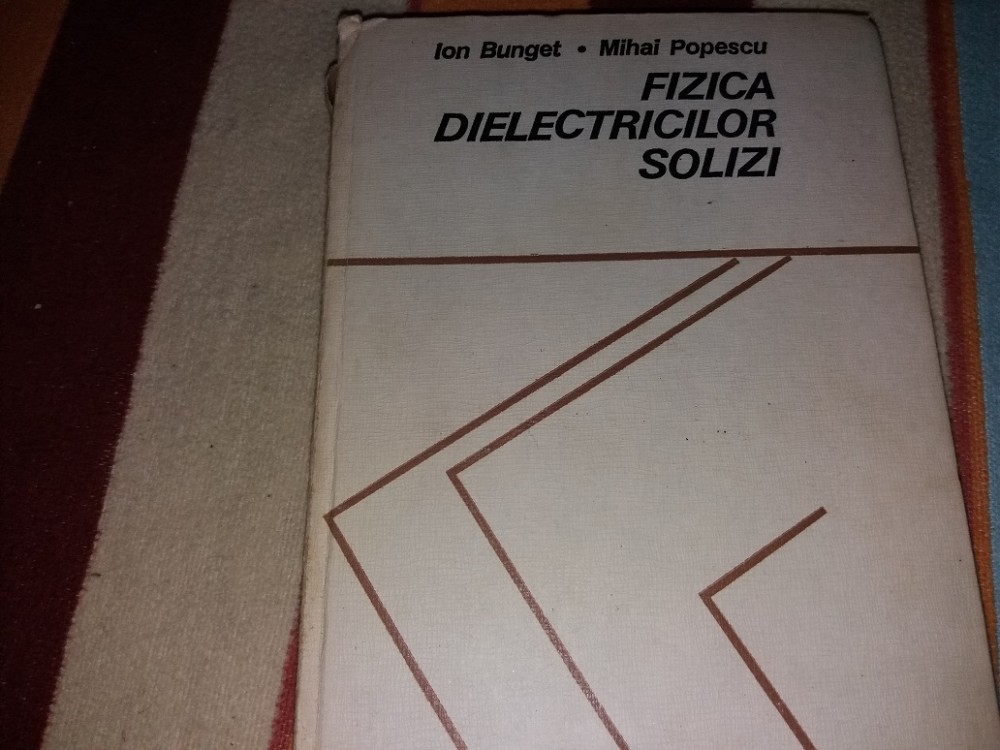 Ion Bunget • Mihai Popescu
FIZICA
DIELECTRICILOR
SOLIZI